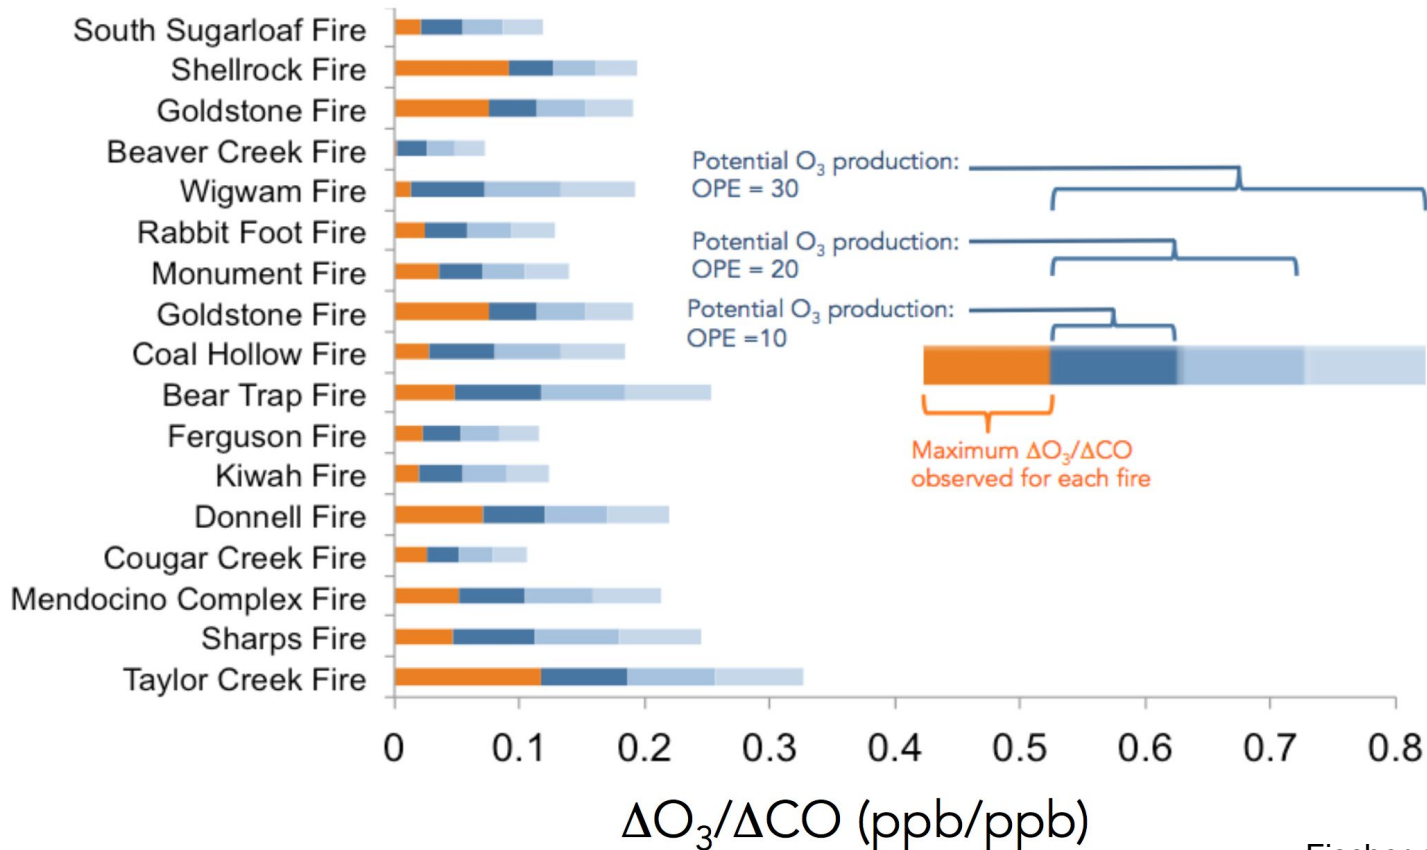 South Sugarloaf Fire
Shellrock Fire
Goldstone Fire
Beaver Creek Fire
Wigwam Fire
Rabbit Foot Fire
Monument Fire
Goldstone Fire
Coal Hollow Fire
Bear Trap Fire
Ferguson Fire
Kiwah Fire
Donnell Fire
Cougar Creek Fire
Mendocino Complex Fire
Sharps Fire
Taylor Creek Fire
Potential O₃ production:
OPE = 30
Potential O₃ production:
OPE = 20
Potential O₃ production:
OPE =10
Maximum ΔO₃/ΔCO
observed for each fire
0 0.1 0.2 0.3 0.4 0.5 0.6 0.7 0.8
ΔO₃/ΔCO (ppb/ppb)